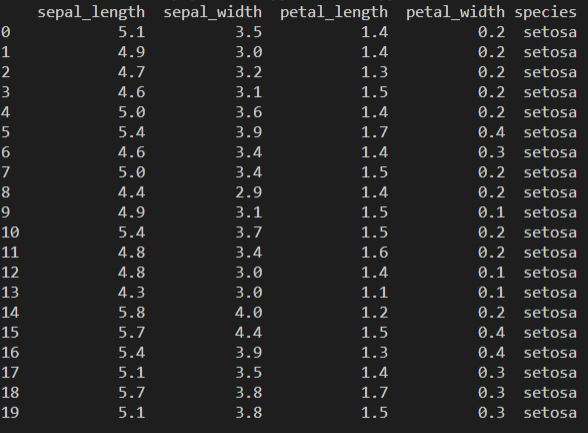 sepal_length sepal_width petal_length petal_width species
0 5.1 3.5 1.4 0.2 setosa
1 4.9 3.0 1.4 0.2 setosa
2 4.7 3.2 1.3 0.2 setosa
3 4.6 3.1 1.5 0.2 setosa
4 5.0 3.6 1.4 0.2 setosa
5 5.4 3.9 1.7 0.4 setosa
6 4.6 3.4 1.4 0.3 setosa
7 5.0 3.4 1.5 0.2 setosa
8 4.4 2.9 1.4 0.2 setosa
9 4.9 3.1 1.5 0.1 setosa
10 5.4 3.7 1.5 0.2 setosa
11 4.8 3.4 1.6 0.2 setosa
12 4.8 3.0 1.4 0.1 setosa
13 4.3 3.0 1.1 0.1 setosa
14 5.8 4.0 1.2 0.2 setosa
15 5.7 4.4 1.5 0.4 setosa
16 5.4 3.9 1.3 0.4 setosa
17 5.1 3.5 1.4 0.3 setosa
18 5.7 3.8 1.7 0.3 setosa
19 5.1 3.8 1.5 0.3 setosa